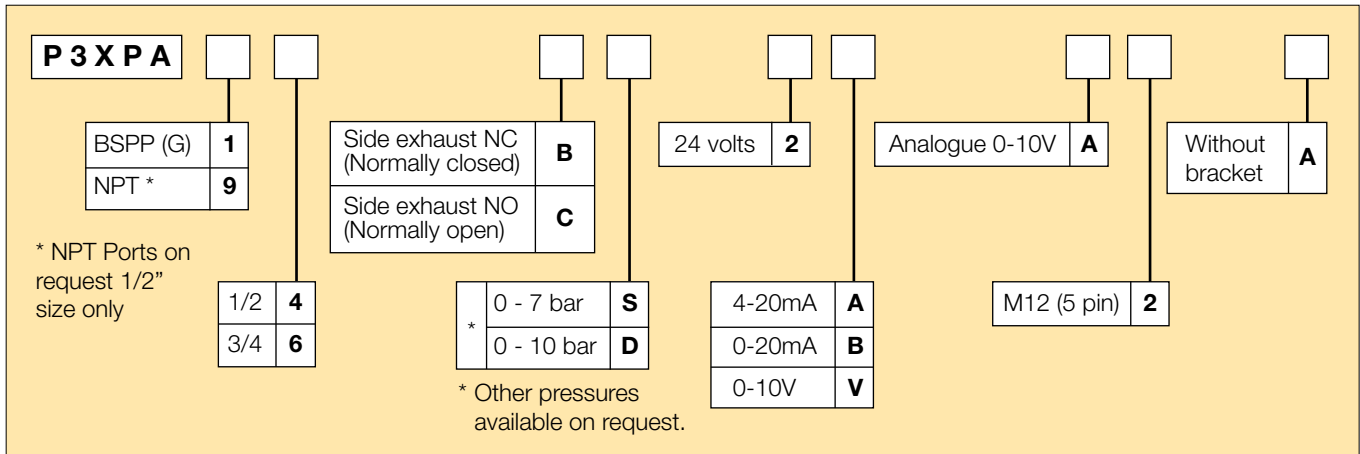 P3XPA
BSPP (G) 1
NPT * 9
* NPT Ports on
request 1/2”
size only
1/2 4
3/4 6
Side exhaust NC
(Normally closed) B
Side exhaust NO
(Normally open) C
* 0 - 7 bar S
0 - 10 bar D
* Other pressures
available on request.
24 volts 2
4-20mA A
0-20mA B
0-10V V
Analogue 0-10V A
M12 (5 pin) 2
Without
bracket A